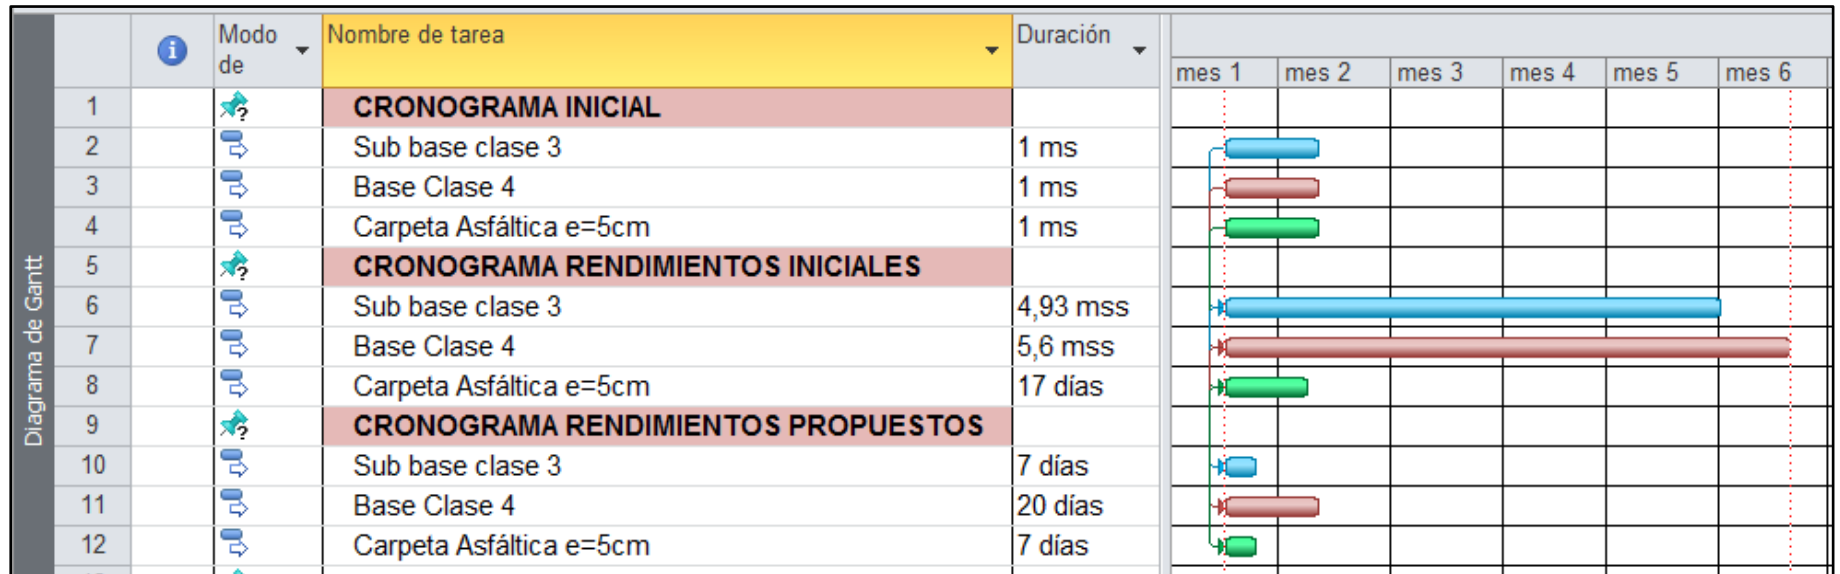 Diagrama de Gantt
Modo de
Nombre de tarea
Duración
mes 1 mes 2 mes 3 mes 4 mes 5 mes 6
1 CRONOGRAMA INICIAL
2 Sub base clase 3 1 ms
3 Base Clase 4 1 ms
4 Carpeta Asfáltica e=5cm 1 ms
5 CRONOGRAMA RENDIMIENTOS INICIALES
6 Sub base clase 3 4,93 mss
7 Base Clase 4 5,6 mss
8 Carpeta Asfáltica e=5cm 17 días
9 CRONOGRAMA RENDIMIENTOS PROPUESTOS
10 Sub base clase 3 7 días
11 Base Clase 4 20 días
12 Carpeta Asfáltica e=5cm 7 días